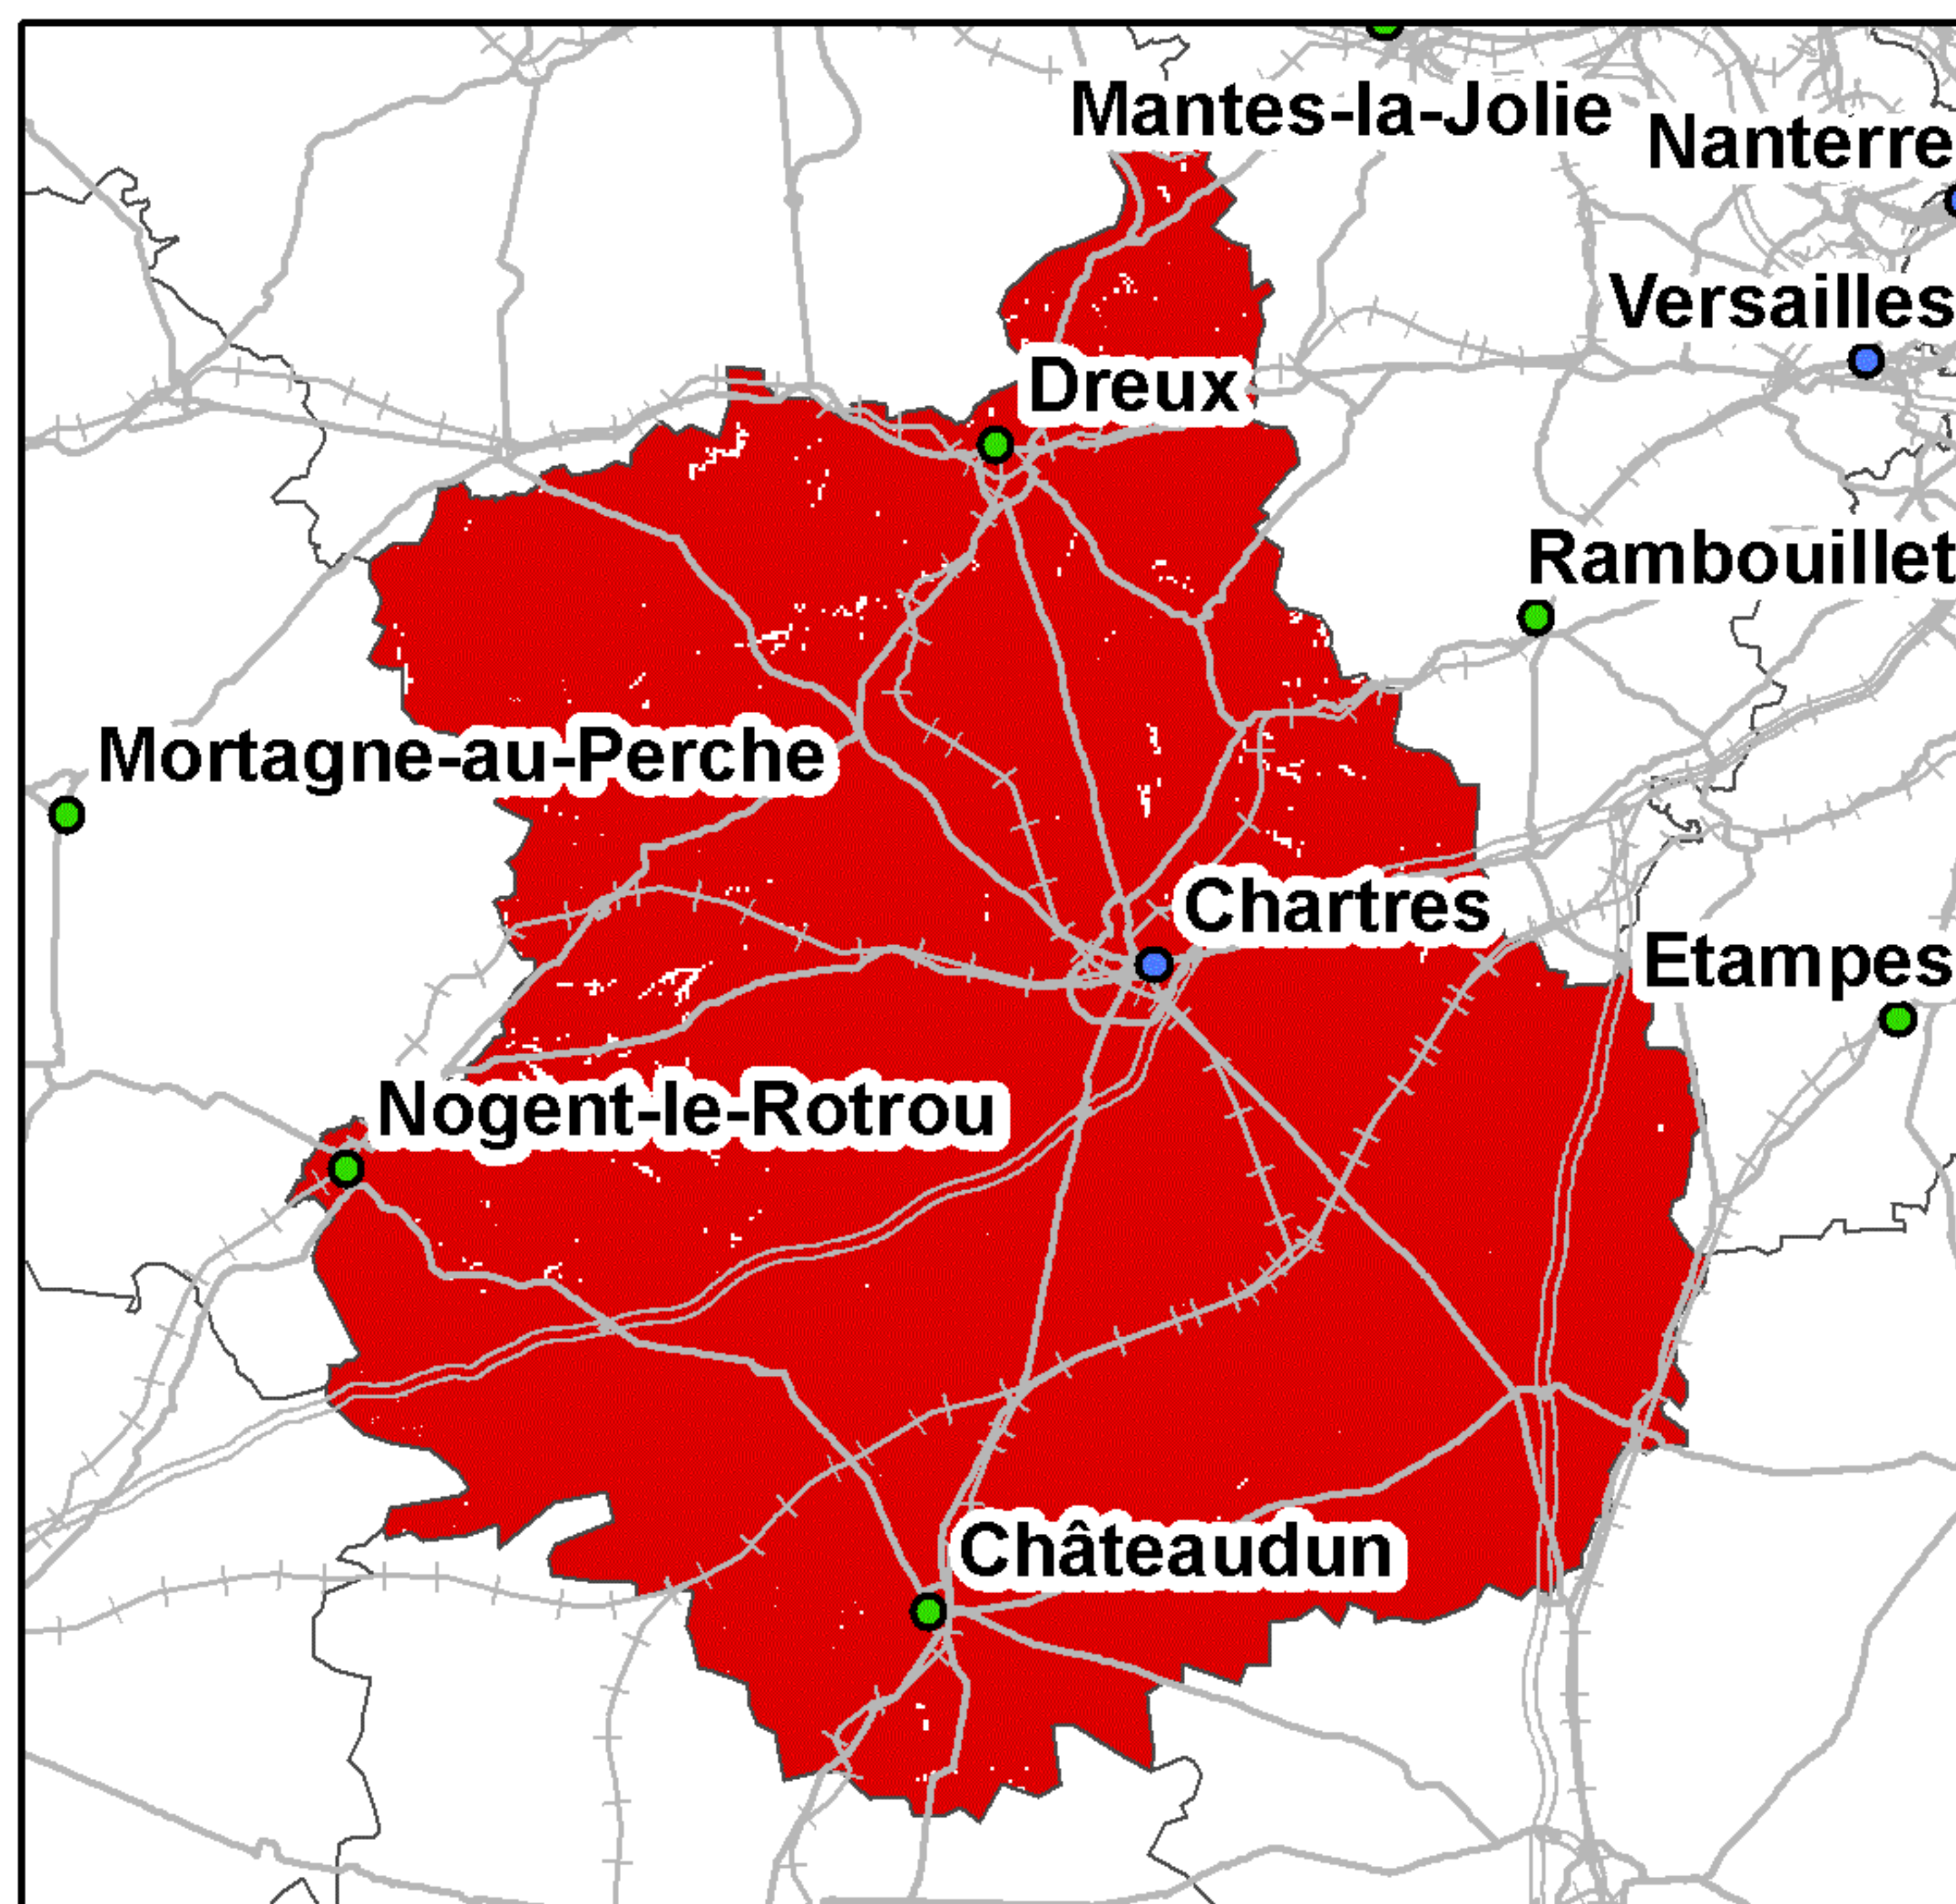 Mantes-la-Jolie
Nanterre
Versailles
Dreux
Rambouillet
Mortagne-au-Perche
Chartres
Etampes
Nogent-le-Rotrou
Châteaudun